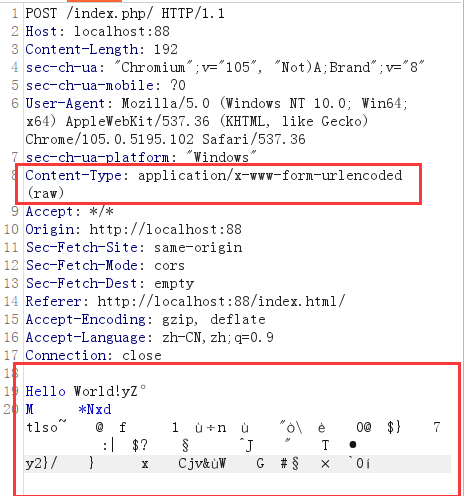 1 POST /index.php/ HTTP/1.1
2 Host: localhost:88
3 Content-Length: 192
4 sec-ch-ua: "Chromium";v="105", "Not)A;Brand";v="8"
5 sec-ch-ua-mobile: ?0
6 User-Agent: Mozilla/5.0 (Windows NT 10.0; Win64;
x64) AppleWebKit/537.36 (KHTML, like Gecko)
Chrome/105.0.5195.102 Safari/537.36
7 sec-ch-ua-platform: "Windows"
8 Content-Type: application/x-www-form-urlencoded
(raw)
9 Accept: */*
10 Origin: http://localhost:88
11 Sec-Fetch-Site: same-origin
12 Sec-Fetch-Mode: cors
13 Sec-Fetch-Dest: empty
14 Referer: http://localhost:88/index.html/
15 Accept-Encoding: gzip, deflate
16 Accept-Language: zh-CN,zh;q=0.9
17 Connection: close
18
19 Hello World!yZ°
20 M *Nxd
tlso~ @ f 1 ù÷n ù "ò\ é 0@ $} 7
:| $? § ^J " T ●
y2}/ } x Cjv&ùW G #§ × `0í